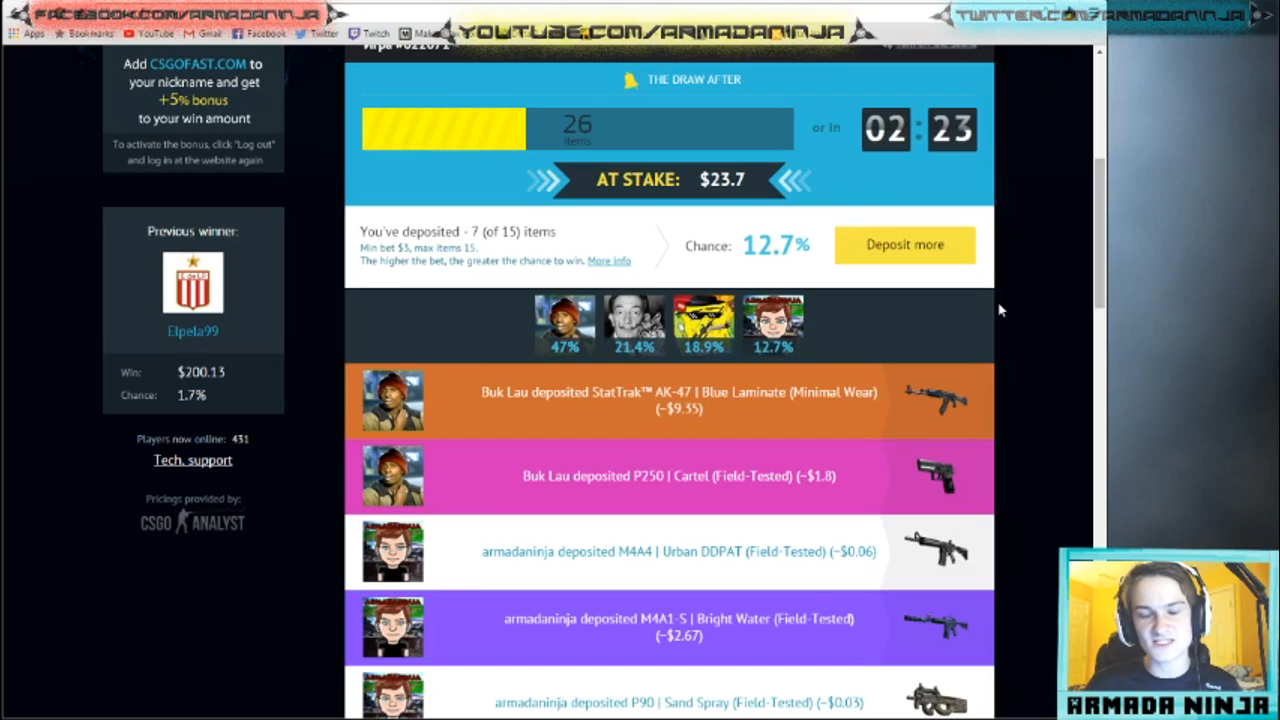 FACEBOOK.COM/ARMADANINJA
TWITTER.COM/ARMADANINJA
YOUTUBE.COM/ARMADANINJA
Apps Bookmarks YouTube Gmail Facebook Twitter Twitch
Add CSGOFAST.COM to
your nickname and get
+5% bonus
to your win amount
To activate the bonus, click "Log out"
and log in at the website again
THE DRAW AFTER
26
items
or in
02:23
AT STAKE: $23.7
You've deposited - 7 (of 15) items
Min bet $3, max items 15.
The higher the bet, the greater the chance to win. More info
Chance: 12.7%
Deposit more
Previous winner:
Elpela99
Win: $200.13
Chance: 1.7%
Players now online: 431
Tech. support
Pricings provided by:
CSGO ANALYST
47% 21.4% 18.9% 12.7%
Buk Lau deposited StatTrak™ AK-47 | Blue Laminate (Minimal Wear)
(~$9.35)
Buk Lau deposited P250 | Cartel (Field-Tested) (~$1.8)
armadaninja deposited M4A4 | Urban DDPAT (Field-Tested) (~$0.06)
armadaninja deposited M4A1-S | Bright Water (Field-Tested)
(~$2.67)
armadaninja deposited P90 | Sand Spray (Field-Tested) (~$0.03)
ARMADA NINJA